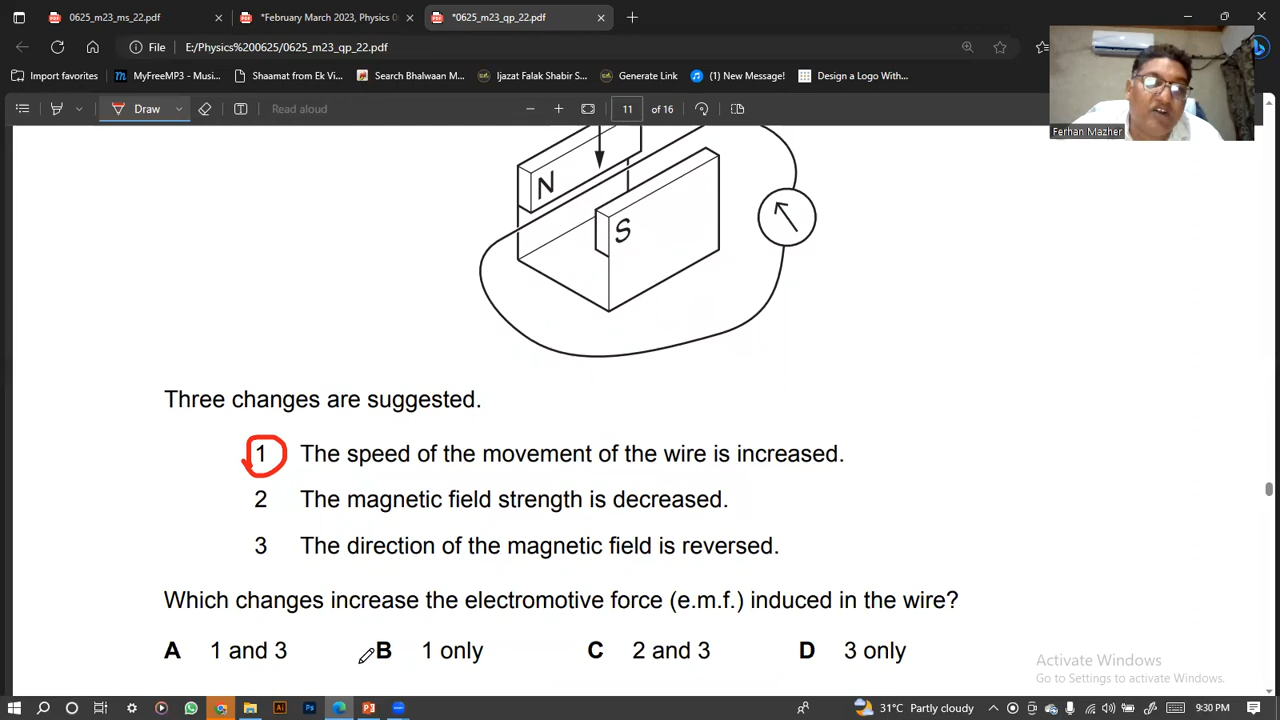 0625_m23_ms_22.pdf
*February March 2023, Physics 0
*0625_m23_qp_22.pdf
File
E:/Physics%200625/0625_m23_qp_22.pdf
Import favorites
MyFreeMP3 - Musi...
Shaamat from Ek Vi...
Search Bhalwaan M...
Ijazat Falak Shabir S...
Generate Link
(1) New Message!
Design a Logo With...
Draw
Read aloud
11 of 16
Ferhan Mazher
N
S
Three changes are suggested.
1 The speed of the movement of the wire is increased.
2 The magnetic field strength is decreased.
3 The direction of the magnetic field is reversed.
Which changes increase the electromotive force (e.m.f.) induced in the wire?
A 1 and 3 B 1 only C 2 and 3 D 3 only
Activate Windows
Go to Settings to activate Windows.
31°C Partly cloudy
9:30 PM